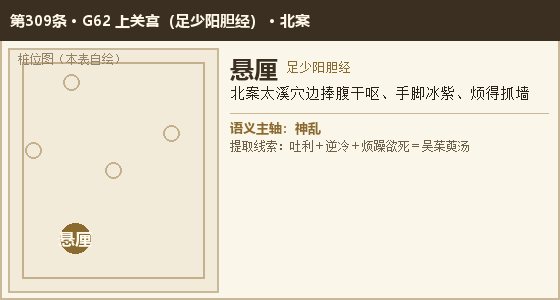 第309条·G62 上关宫（足少阳胆经）·北案
桩位图（本表自绘）
悬厘
悬厘 足少阳胆经
北案太溪穴边捧腹干呕、手脚冰紫、烦得抓墙
语义主轴：神乱
提取线索：吐利＋逆冷＋烦躁欲死＝吴茱萸汤